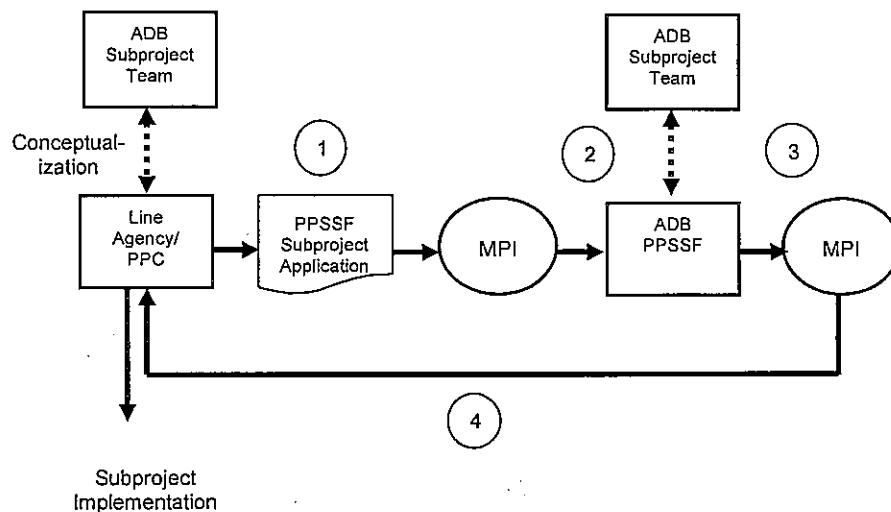 ADB
Subproject
Team
ADB
Subproject
Team
Conceptual-
ization
1
2
3
Line
Agency/
PPC
PPSSF
Subproject
Application
MPI
ADB
PPSSF
MPI
4
Subproject
Implementation